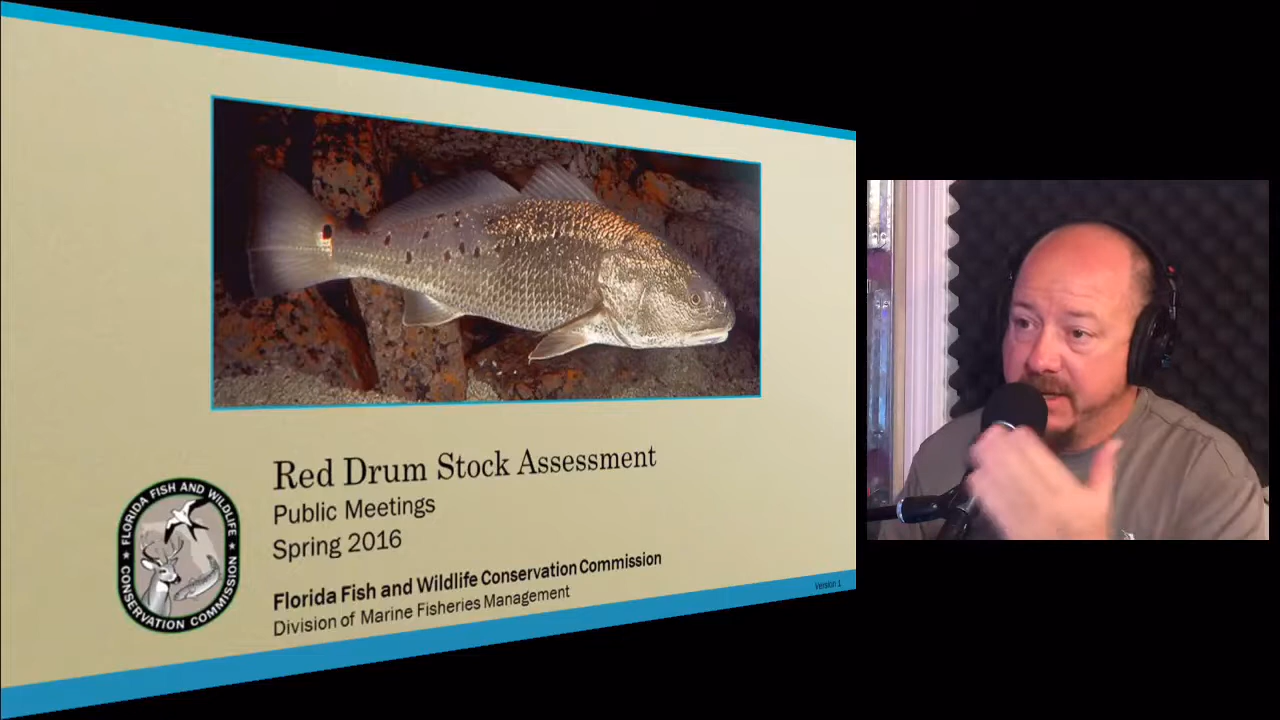 Red Drum Stock Assessment
Public Meetings
Spring 2016
Florida Fish and Wildlife Conservation Commission
Division of Marine Fisheries Management
FLORIDA FISH AND WILDLIFE
CONSERVATION COMMISSION
Version 1